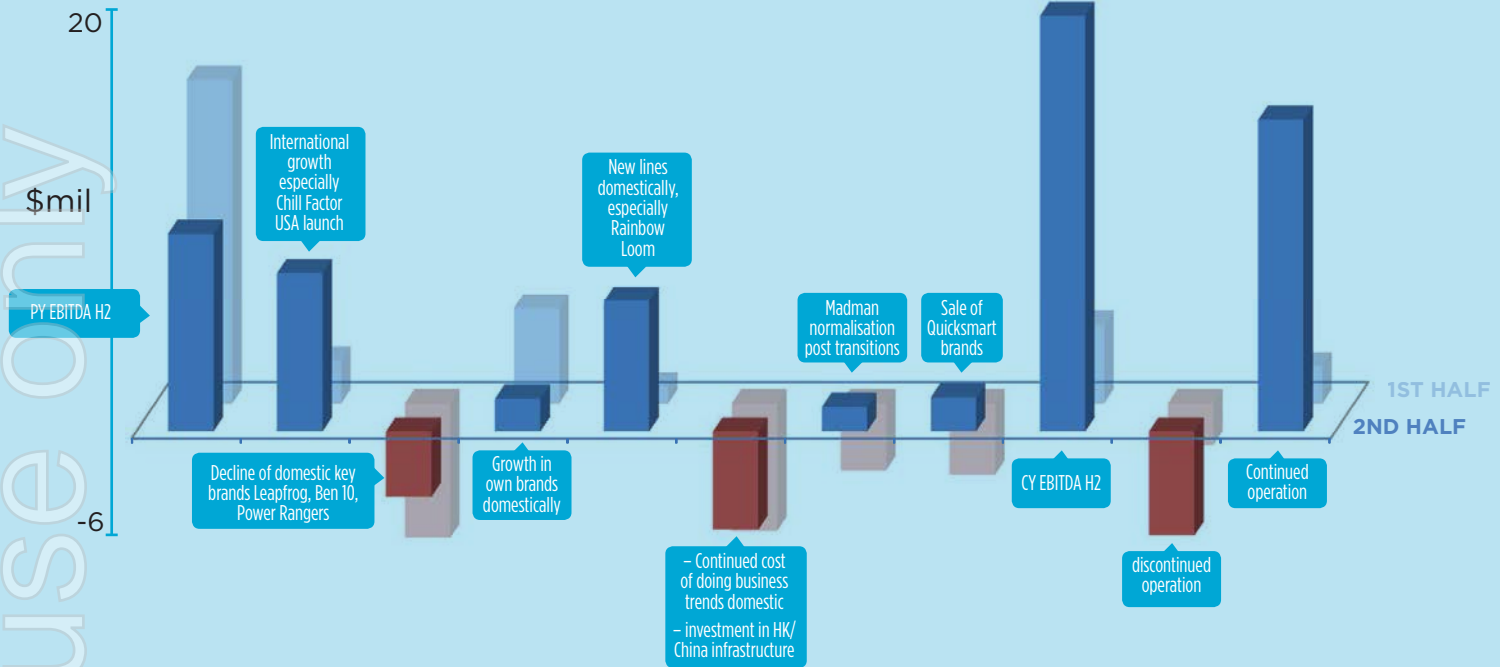 20
$mil
-6
use only
PY EBITDA H2
International
growth
especially
Chill Factor
USA launch
Decline of domestic key
brands Leapfrog, Ben 10,
Power Rangers
Growth in
own brands
domestically
New lines
domestically,
especially
Rainbow
Loom
– Continued cost
of doing business
trends domestic
– investment in HK/
China infrastructure
Madman
normalisation
post transitions
Sale of
Quicksmart
brands
CY EBITDA H2
discontinued
operation
Continued
operation
1ST HALF
2ND HALF